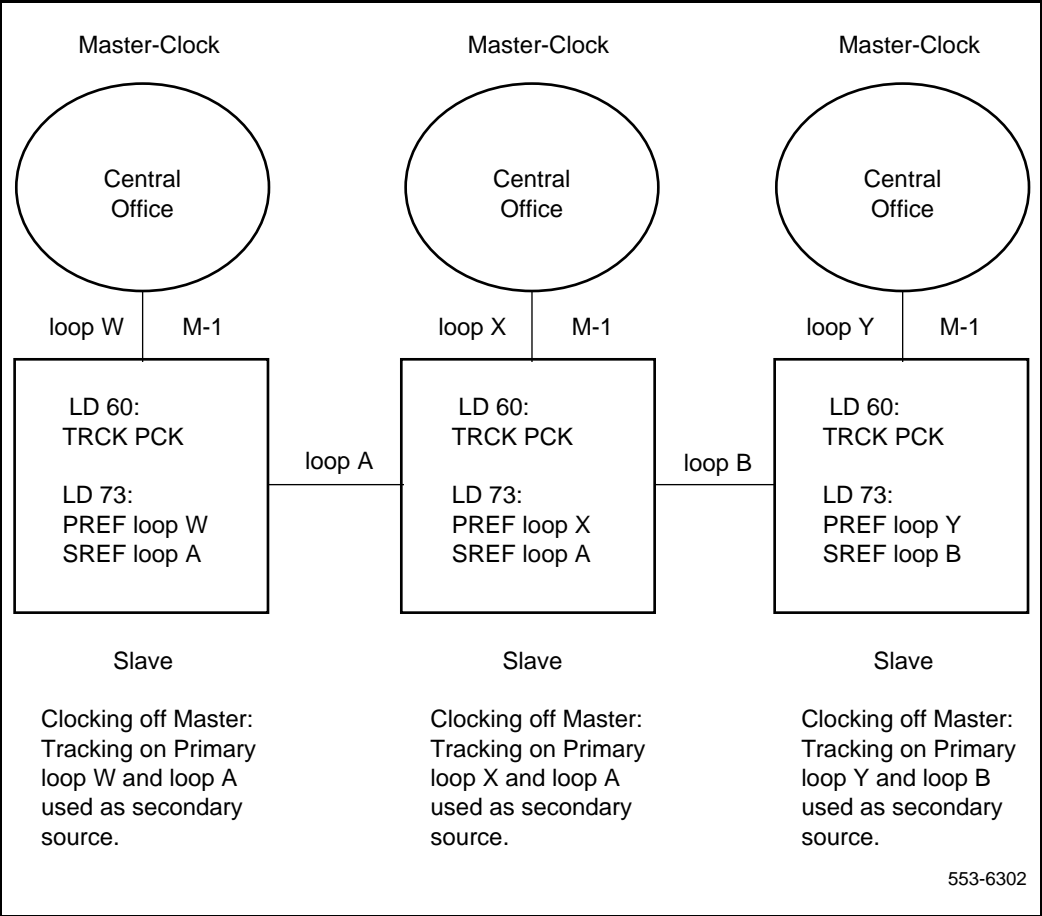 Master-Clock
Master-Clock
Master-Clock
Central
Office
Central
Office
Central
Office
loop W
M-1
loop X
M-1
loop Y
M-1
LD 60:
TRCK PCK
LD 73:
PREF loop W
SREF loop A
loop A
LD 60:
TRCK PCK
LD 73:
PREF loop X
SREF loop A
loop B
LD 60:
TRCK PCK
LD 73:
PREF loop Y
SREF loop B
Slave
Clocking off Master:
Tracking on Primary
loop W and loop A
used as secondary
source.
Slave
Clocking off Master:
Tracking on Primary
loop X and loop A
used as secondary
source.
Slave
Clocking off Master:
Tracking on Primary
loop Y and loop B
used as secondary
source.
553-6302